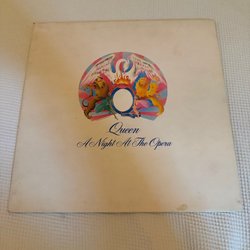 Queen
A Night At The Opera